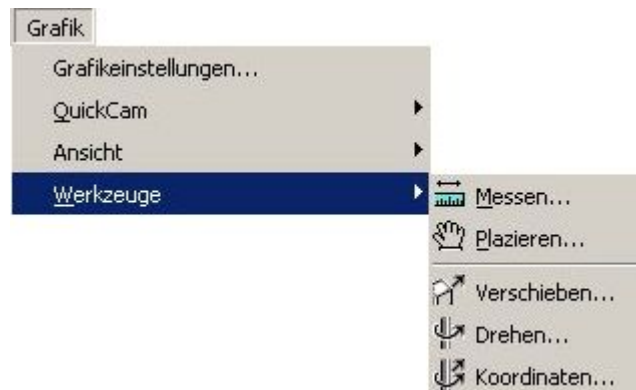 Grafik
Grafikeinstellungen...
QuickCam
Ansicht
Werkzeuge
Messen...
Plazieren...
Verschieben...
Drehen...
Koordinaten...